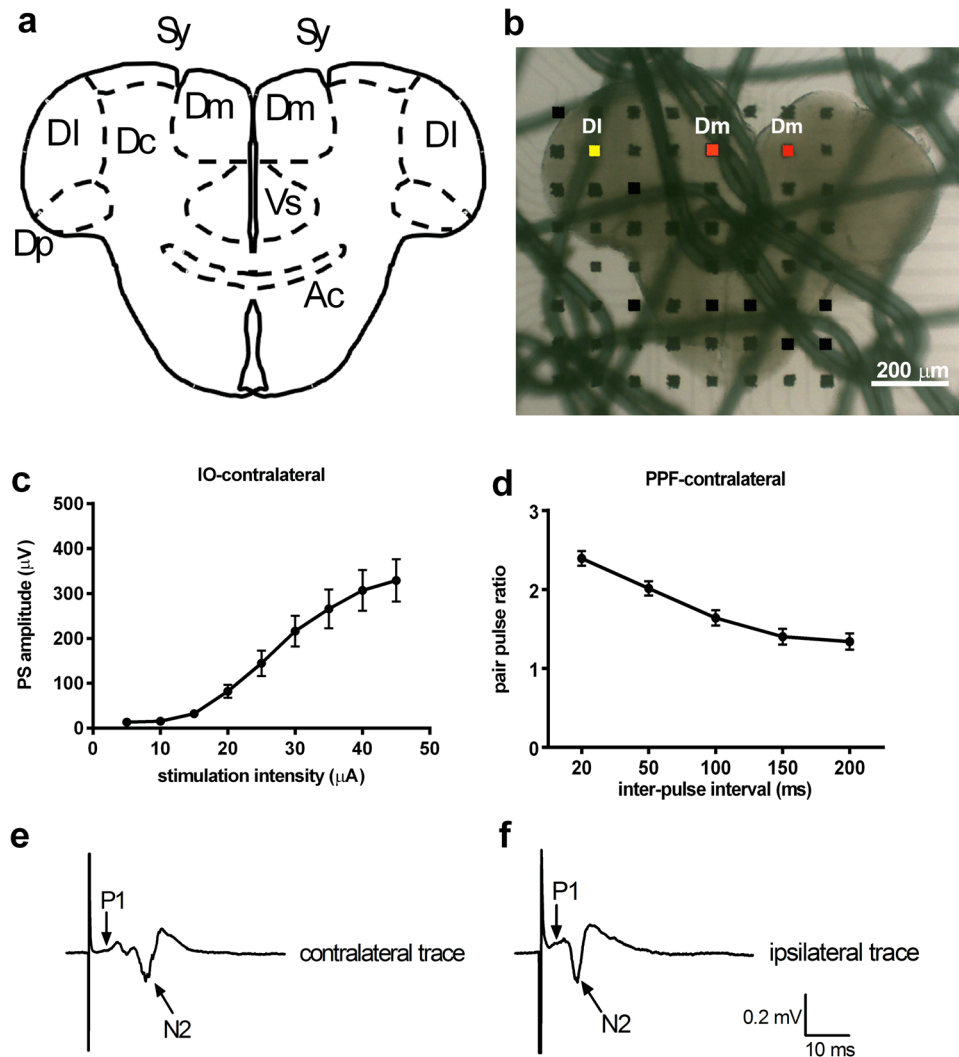 a
Sy
Sy
Dl
Dc
Dm
Dm
Dl
Vs
Dp
Ac
b
Dl
Dm
Dm
200 µm
c
IO-contralateral
PS amplitude (µV)
500
400
300
200
100
0
0
10
20
30
40
50
stimulation intensity (µA)
d
PPF-contralateral
pair pulse ratio
3
2
1
0
20
50
100
150
200
inter-pulse interval (ms)
e
P1
contralateral trace
N2
f
P1
ipsilateral trace
N2
0.2 mV
10 ms